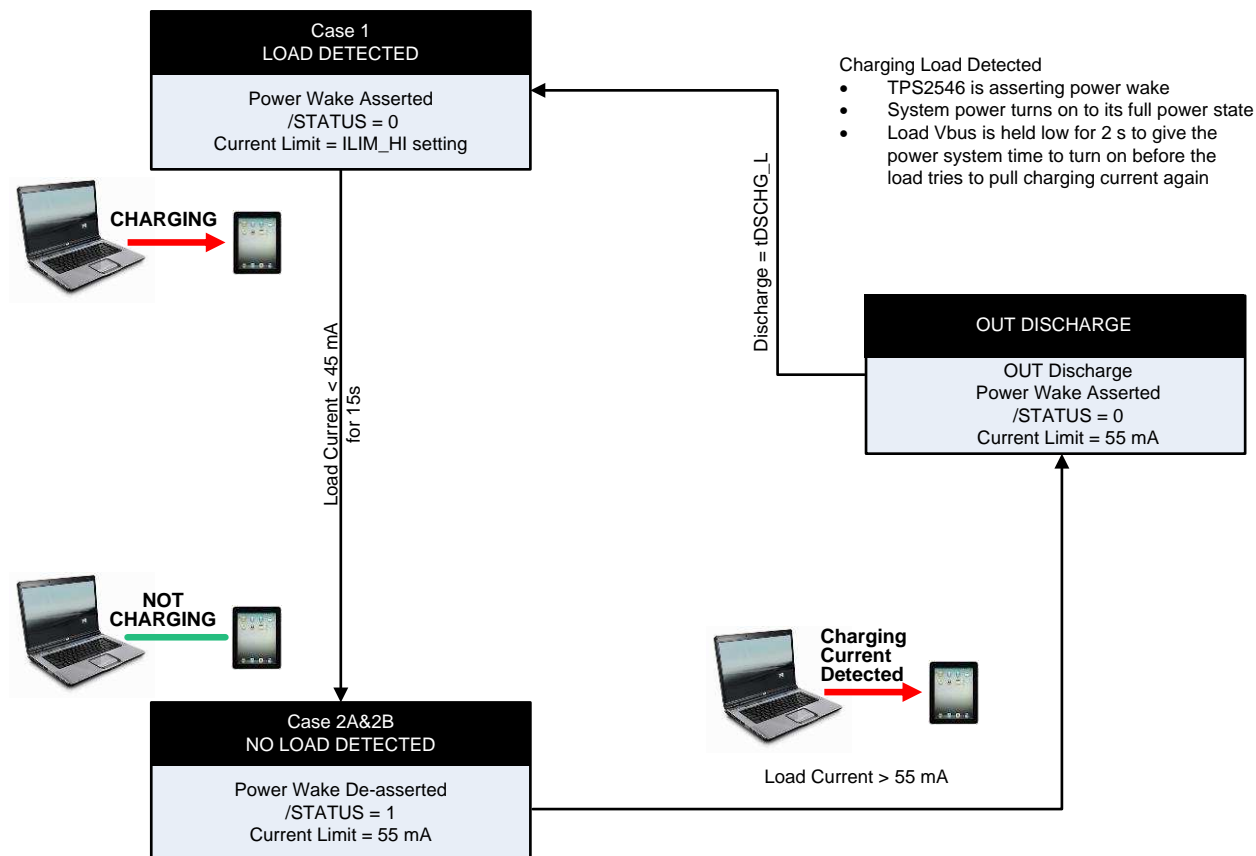 Case 1
LOAD DETECTED
Power Wake Asserted
/STATUS = 0
Current Limit = ILIM_HI setting
Charging Load Detected
• TPS2546 is asserting power wake
• System power turns on to its full power state
• Load Vbus is held low for 2 s to give the
power system time to turn on before the
load tries to pull charging current again
CHARGING
Load Current < 45 mA
for 15s
Discharge = tDSCHG_L
OUT DISCHARGE
OUT Discharge
Power Wake Asserted
/STATUS = 0
Current Limit = 55 mA
NOT
CHARGING
Charging
Current
Detected
Load Current > 55 mA
Case 2A&2B
NO LOAD DETECTED
Power Wake De-asserted
/STATUS = 1
Current Limit = 55 mA